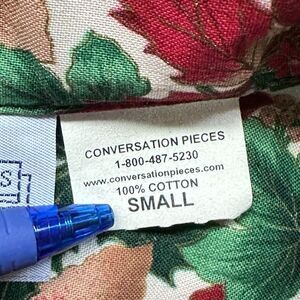 CONVERSATION PIECES
1-800-487-5230
www.conversationpieces.com
100% COTTON
SMALL
S